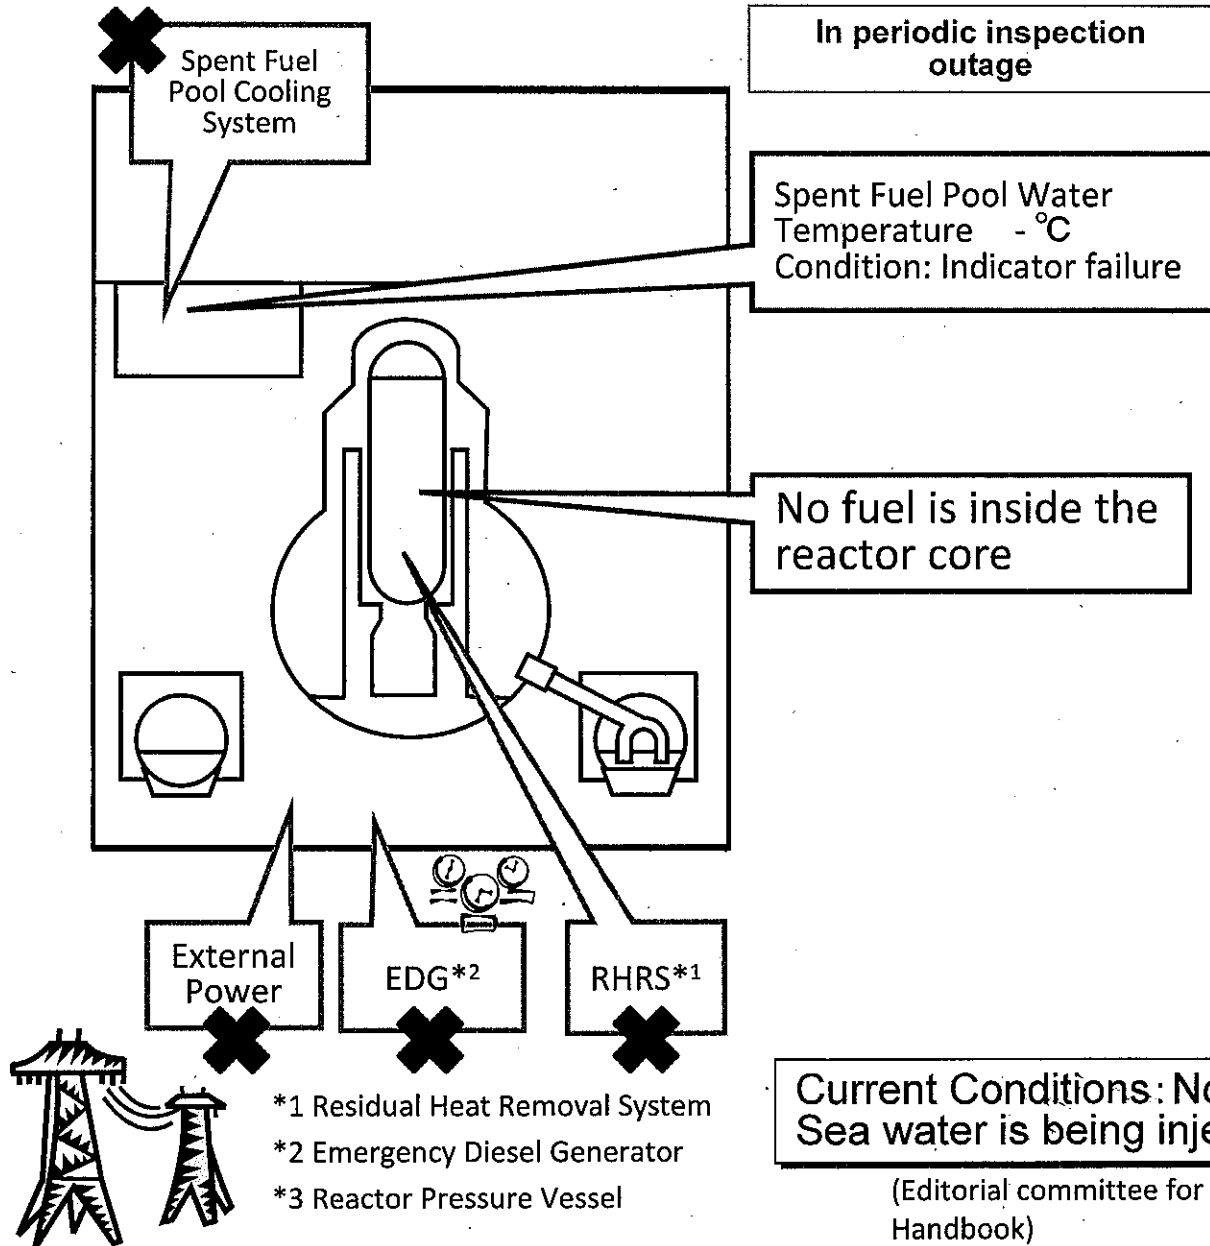 In periodic inspection
outage
Spent Fuel
Pool Cooling
System
Spent Fuel Pool Water
Temperature - °C
Condition: Indicator failure
No fuel is inside the
reactor core
External
Power
EDG*2
RHRS*1
*1 Residual Heat Removal System
*2 Emergency Diesel Generator
*3 Reactor Pressure Vessel
Current Conditions: No
Sea water is being inje
(Editorial committee for
Handbook)